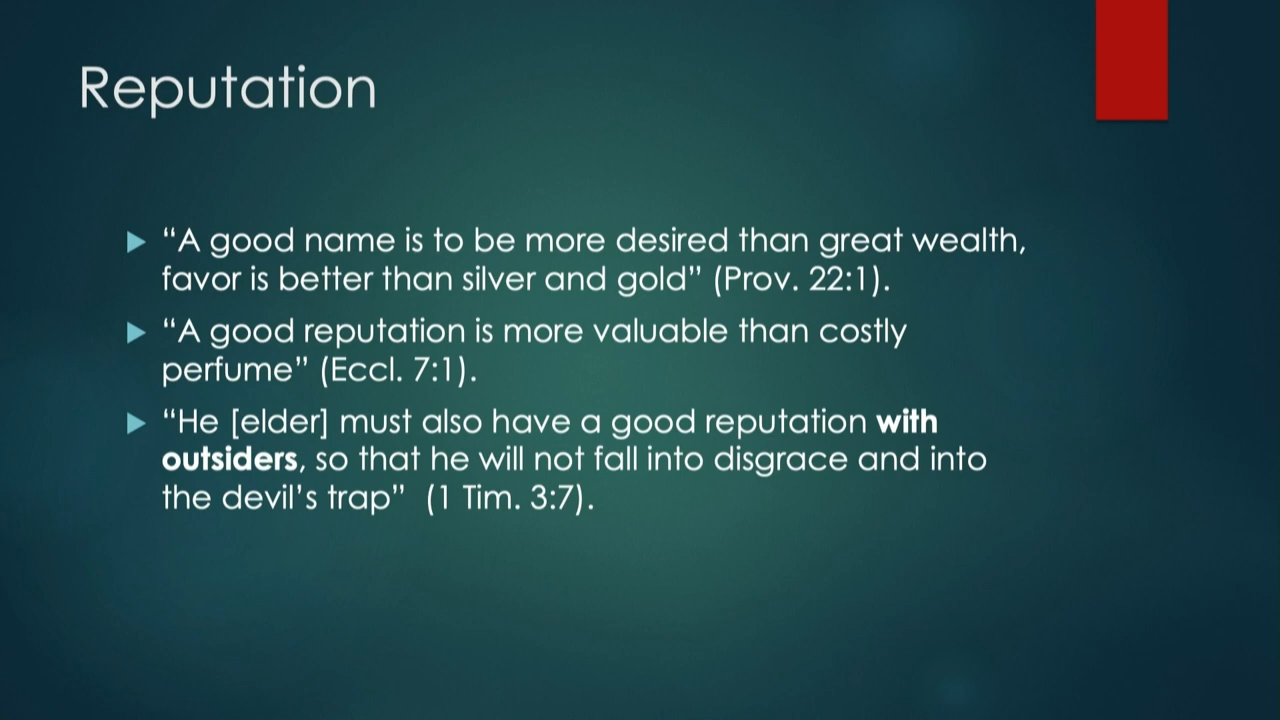 Reputation
“A good name is to be more desired than great wealth,
favor is better than silver and gold” (Prov. 22:1).
“A good reputation is more valuable than costly
perfume” (Eccl. 7:1).
“He [elder] must also have a good reputation with
outsiders, so that he will not fall into disgrace and into
the devil’s trap”  (1 Tim. 3:7).